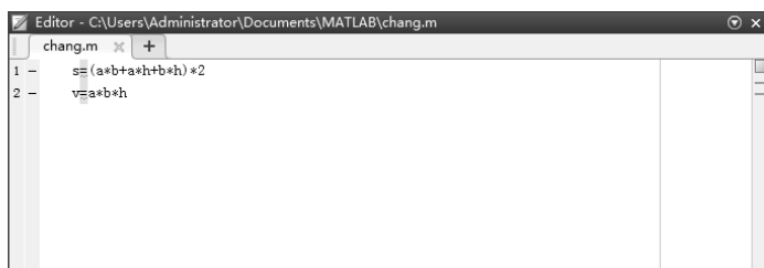 Editor - C:\Users\Administrator\Documents\MATLAB\chang.m
chang.m × +
1 – s=(a*b+a*h+b*h)*2
2 – v=a*b*h